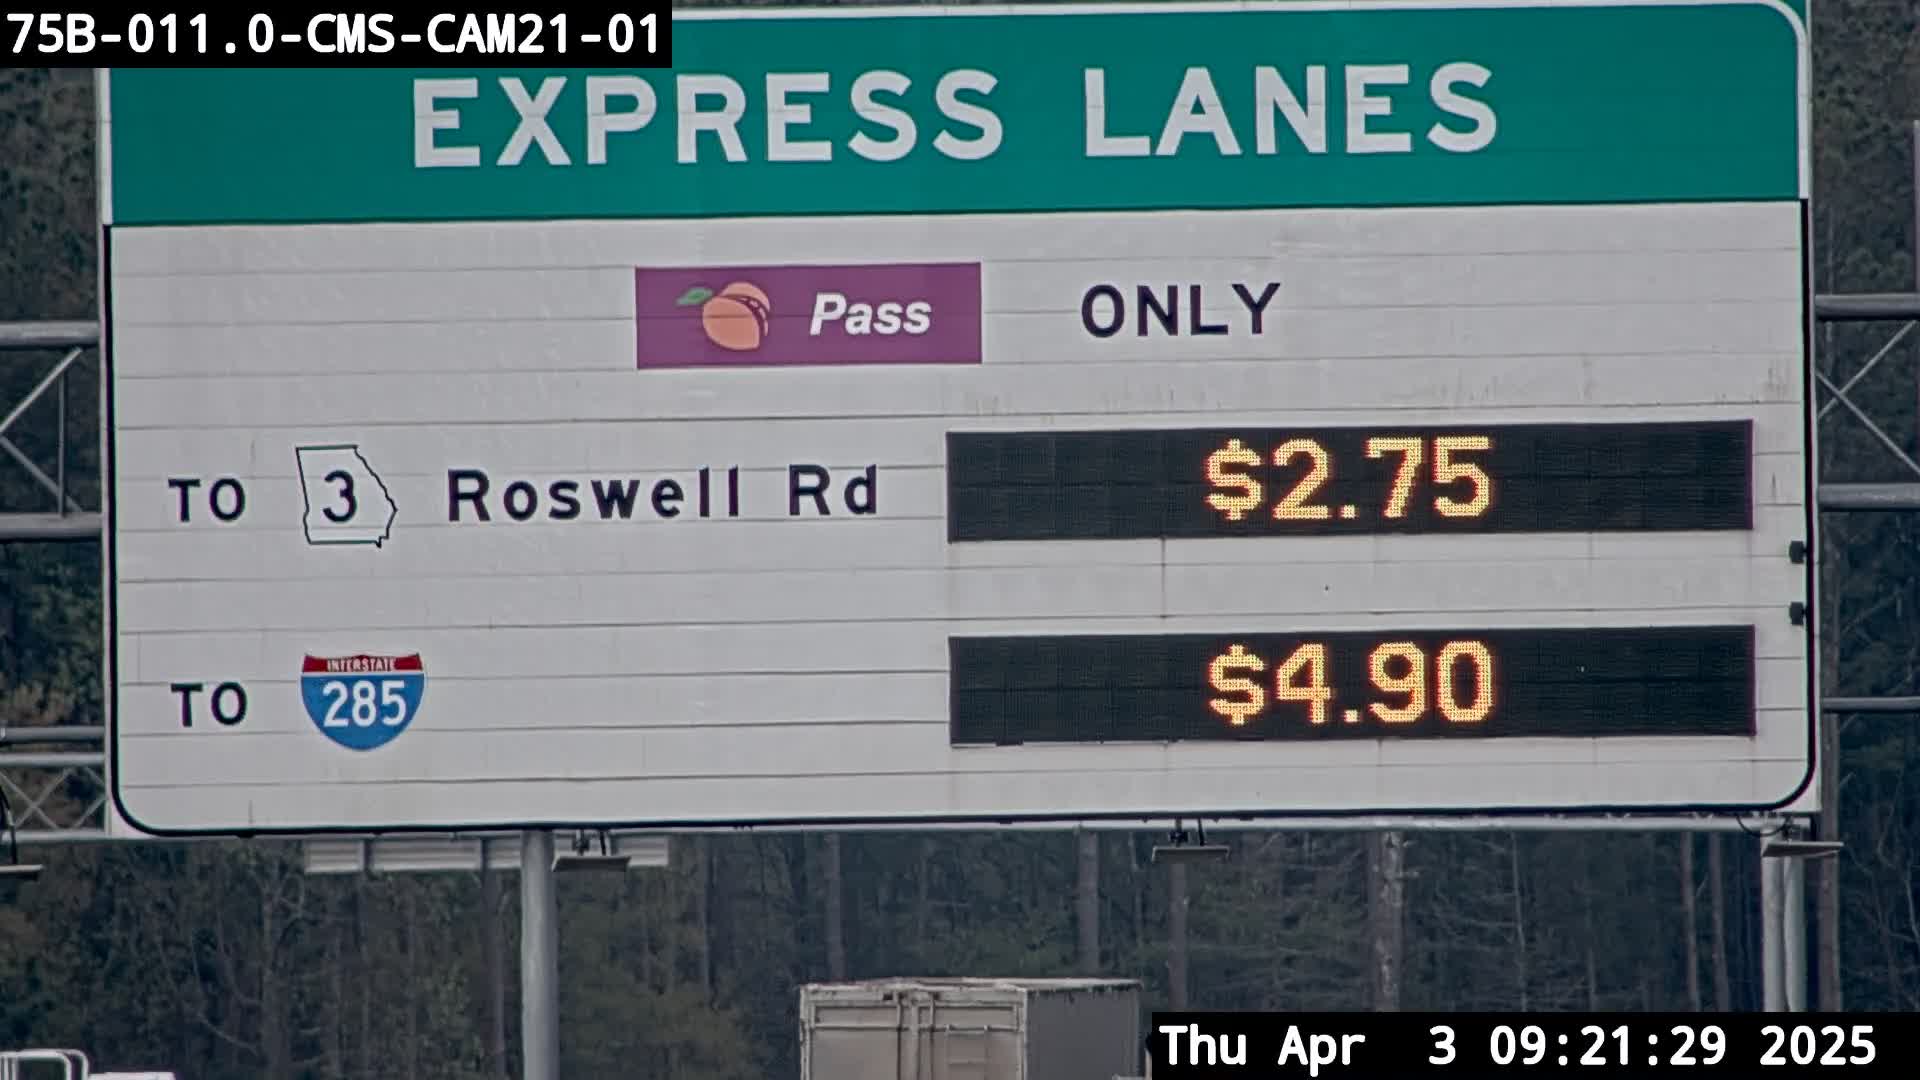 75B-011.0-CMS-CAM21-01
EXPRESS LANES
Pass ONLY
TO 3 Roswell Rd $2.75
TO INTERSTATE 285 $4.90
Thu Apr 3 09:21:29 2025